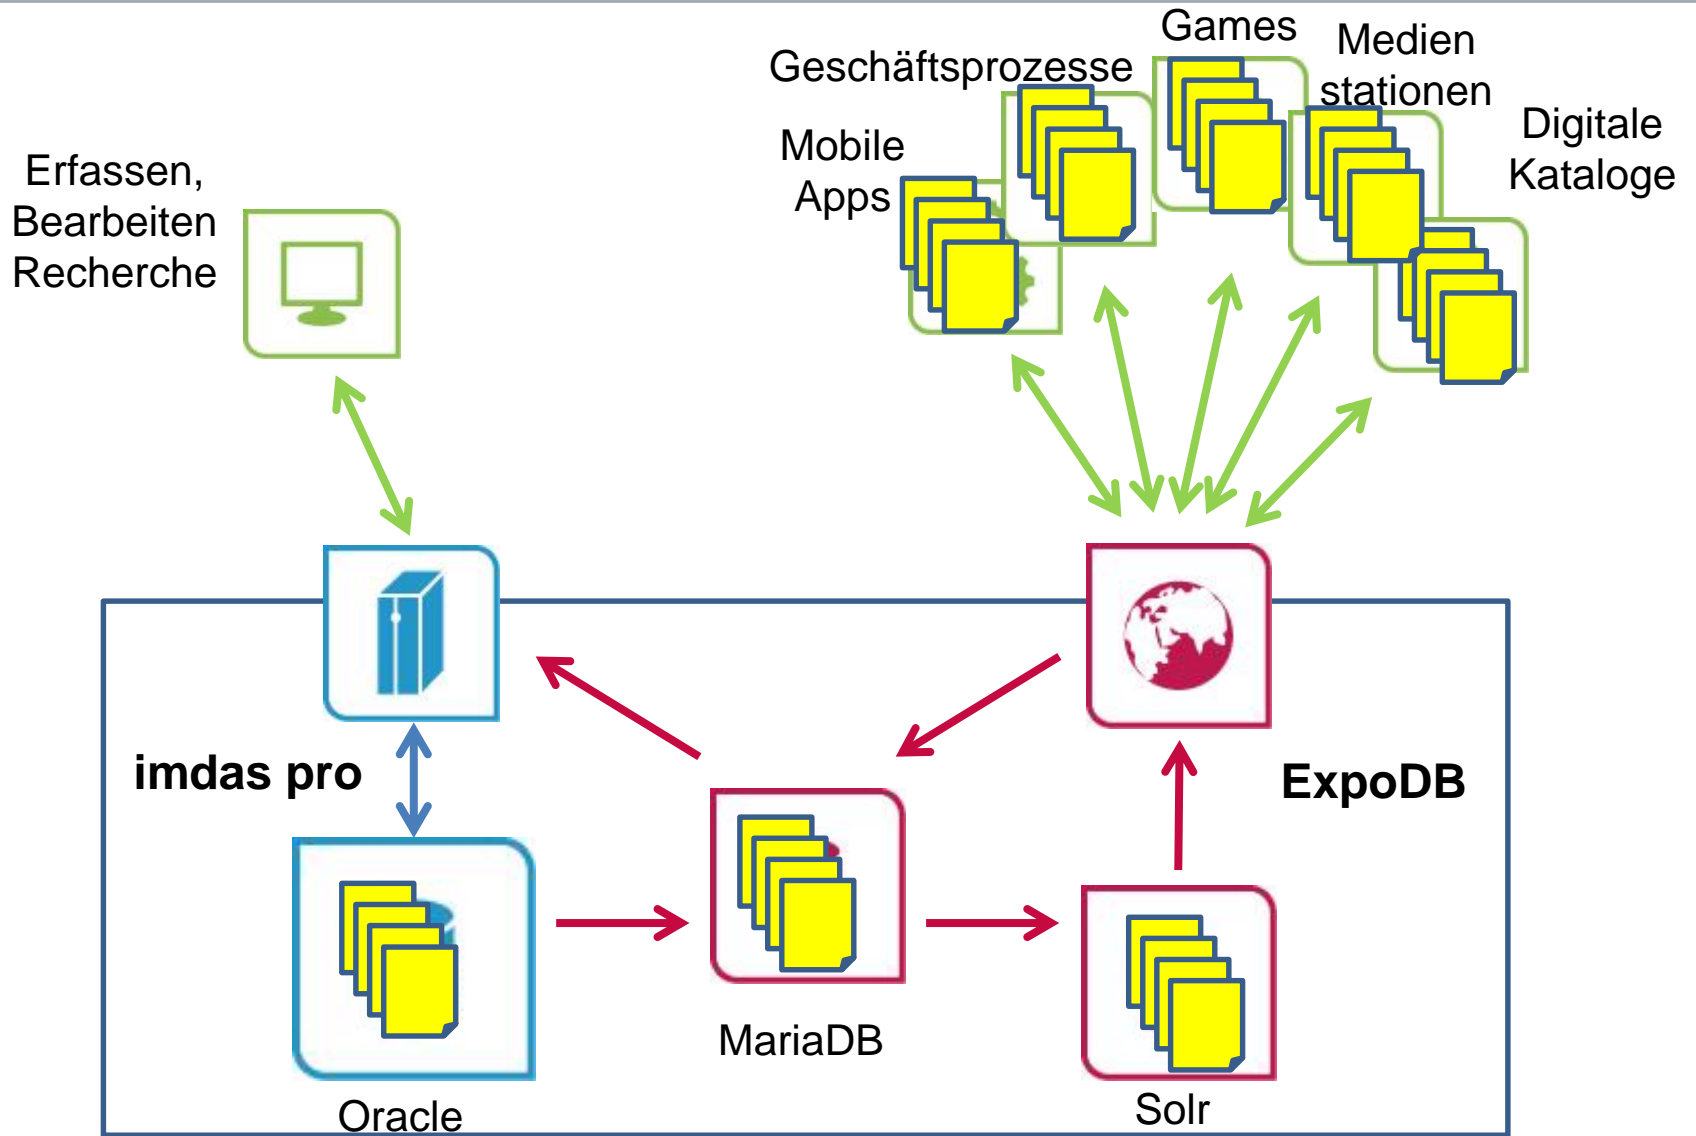 Games
Medien
stationen
Geschäftsprozesse
Digitale
Kataloge
Mobile
Apps
Erfassen,
Bearbeiten
Recherche
imdas pro
ExpoDB
MariaDB
Oracle
Solr